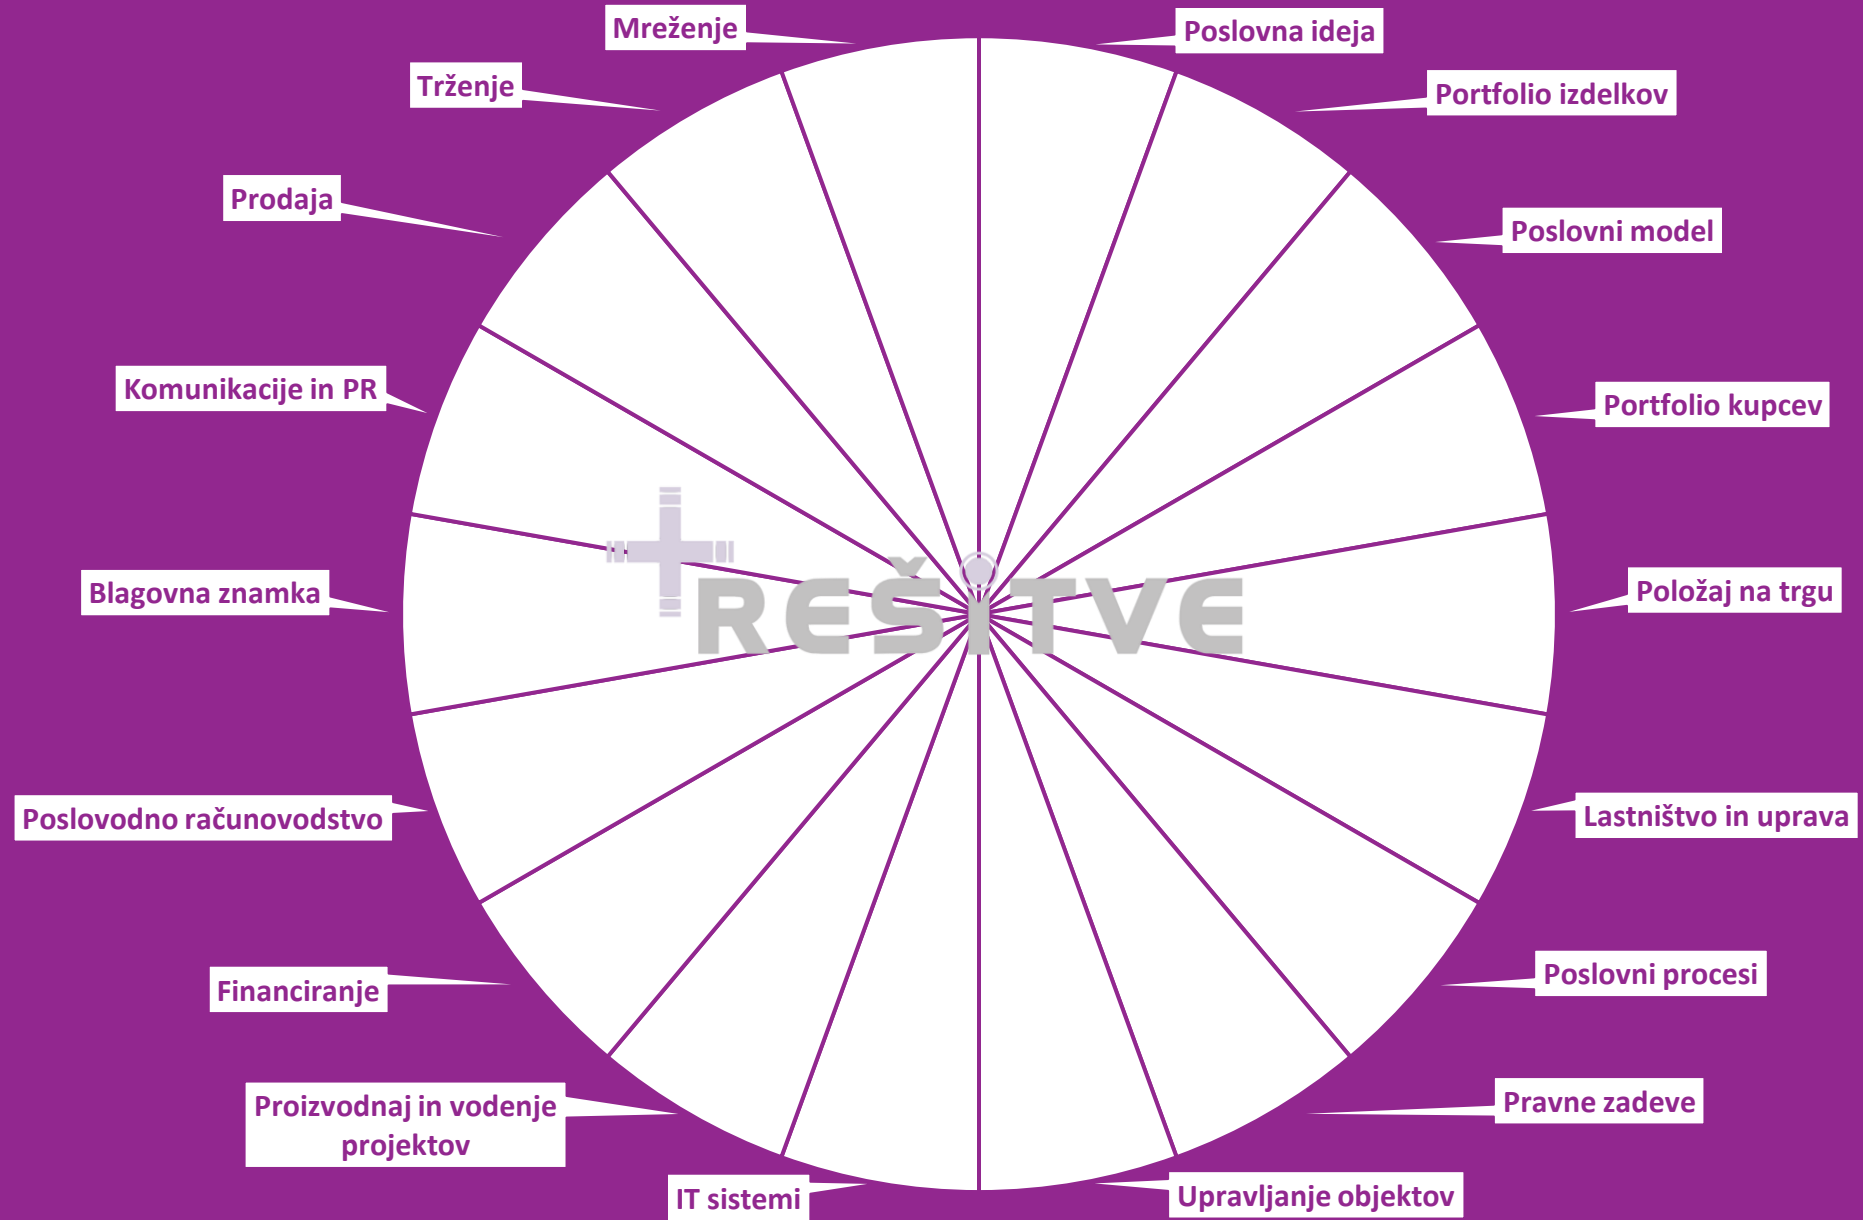 Mreženje
Poslovna ideja
Trženje
Portfolio izdelkov
Prodaja
Poslovni model
Komunikacije in PR
Portfolio kupcev
Blagovna znamka
Položaj na trgu
REŠITVE
Poslovodno računovodstvo
Lastništvo in uprava
Financiranje
Poslovni procesi
Proizvodnaj in vodenje
projektov
Pravne zadeve
IT sistemi
Upravljanje objektov